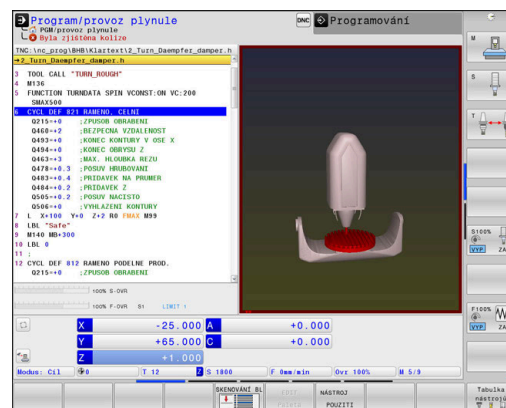 Program/provoz plynule
DNC
Programování
PGM/provoz plynule
Byla zjištěna kolize
TNC:\nc_prog\BHB\Klartext\2_Turn_Daempfer_damper.h
→2_Turn_Daempfer_damper.h
3 TOOL CALL "TURN_ROUGH"
4 M136
5 FUNCTION TURNDATA SPIN VCONST:ON VC:200
SMAX500
6 CYCL DEF 821 RAMENO, CELNI
Q215=+0 ;ZPUSOB OBRABENI
Q460=+2 ;BEZPECNA VZDALENOST
Q493=+0 ;KONEC KONTURY V OSE X
Q494=+0 ;KONEC OBRYSU Z
Q463=+3 ;MAX. HLOUBKA REZU
Q478=+0.3 ;POSUV HRUBOVANI
Q483=+0.4 ;PRIDAVEK NA PRUMER
Q484=+0.2 ;PRIDAVEK Z
Q505=+0.2 ;POSUV NACISTO
Q506=+0 ;VYHLAZENI KONTURY
7 L X+100 Y+0 Z+2 R0 FMAX M99
8 LBL "Safe"
9 M140 MB+300
10 LBL 0
11 ;
12 CYCL DEF 812 RAMENO PODELNE PROD.
Q215=+0 ;ZPUSOB OBRABENI
100% S-OVR
100% F-OVR S1 LIMIT 1
X -25.000 A +0.000
Y +65.000 C +0.000
Z +1.000
Modus: Cíl 0 T 12 Z S 1800 F 0mm/min Ovr 100% M 5/9
M
S
T
S100%
VYP ZA
F100%
VYP ZA
SKENOVÁNÍ BL
NÁSTROJ
POUZITI
Tabulka
nástrojů